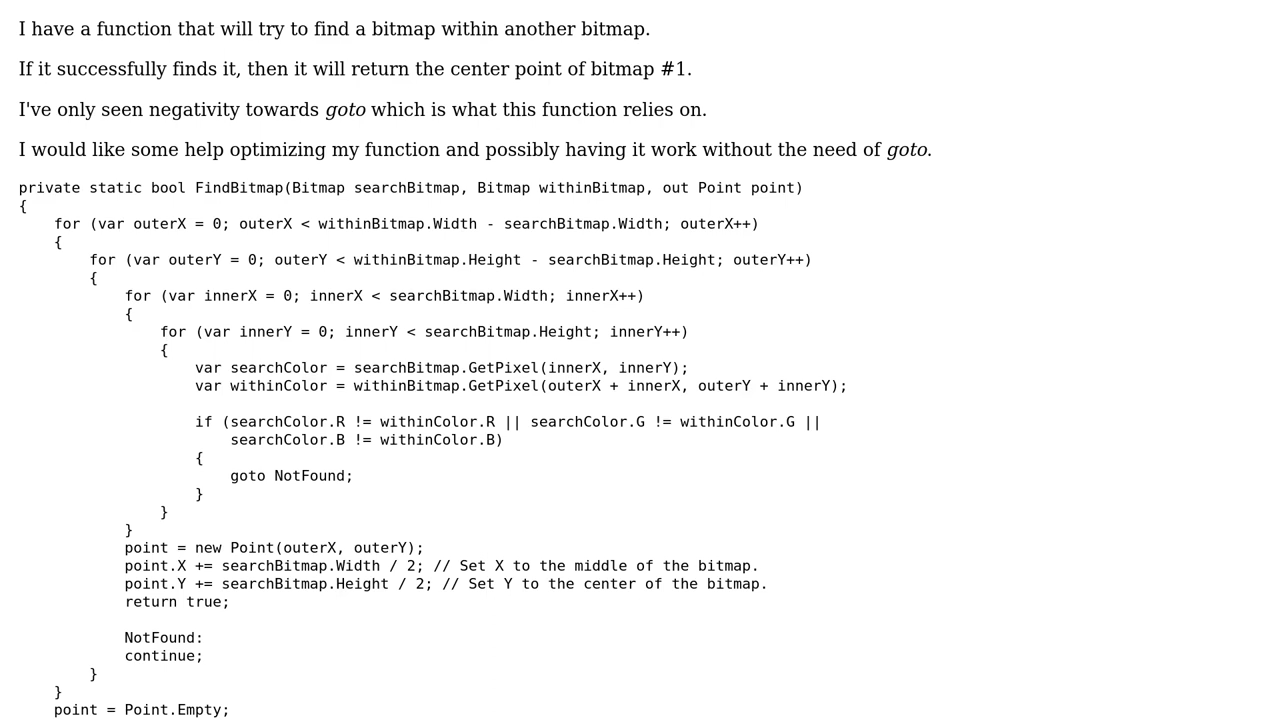 I have a function that will try to find a bitmap within another bitmap.
If it successfully finds it, then it will return the center point of bitmap #1.
I've only seen negativity towards goto which is what this function relies on.
I would like some help optimizing my function and possibly having it work without the need of goto.
private static bool FindBitmap(Bitmap searchBitmap, Bitmap withinBitmap, out Point point)
{
    for (var outerX = 0; outerX < withinBitmap.Width - searchBitmap.Width; outerX++)
    {
        for (var outerY = 0; outerY < withinBitmap.Height - searchBitmap.Height; outerY++)
        {
            for (var innerX = 0; innerX < searchBitmap.Width; innerX++)
            {
                for (var innerY = 0; innerY < searchBitmap.Height; innerY++)
                {
                    var searchColor = searchBitmap.GetPixel(innerX, innerY);
                    var withinColor = withinBitmap.GetPixel(outerX + innerX, outerY + innerY);

                    if (searchColor.R != withinColor.R || searchColor.G != withinColor.G ||
                        searchColor.B != withinColor.B)
                    {
                        goto NotFound;
                    }
                }
            }
            point = new Point(outerX, outerY);
            point.X += searchBitmap.Width / 2; // Set X to the middle of the bitmap.
            point.Y += searchBitmap.Height / 2; // Set Y to the center of the bitmap.
            return true;

            NotFound:
            continue;
        }
    }
    point = Point.Empty;